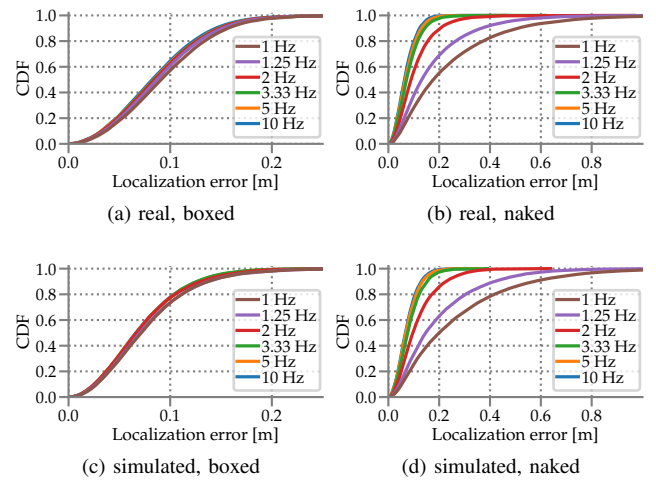 CDF
1.0
0.8
0.6
0.4
0.2
0.0
1 Hz
1.25 Hz
2 Hz
3.33 Hz
5 Hz
10 Hz
0.0 0.1 0.2
Localization error [m]
(a) real, boxed
CDF
1.0
0.8
0.6
0.4
0.2
0.0
1 Hz
1.25 Hz
2 Hz
3.33 Hz
5 Hz
10 Hz
0.0 0.2 0.4 0.6 0.8
Localization error [m]
(b) real, naked
CDF
1.0
0.8
0.6
0.4
0.2
0.0
1 Hz
1.25 Hz
2 Hz
3.33 Hz
5 Hz
10 Hz
0.0 0.1 0.2
Localization error [m]
(c) simulated, boxed
CDF
1.0
0.8
0.6
0.4
0.2
0.0
1 Hz
1.25 Hz
2 Hz
3.33 Hz
5 Hz
10 Hz
0.0 0.2 0.4 0.6 0.8
Localization error [m]
(d) simulated, naked